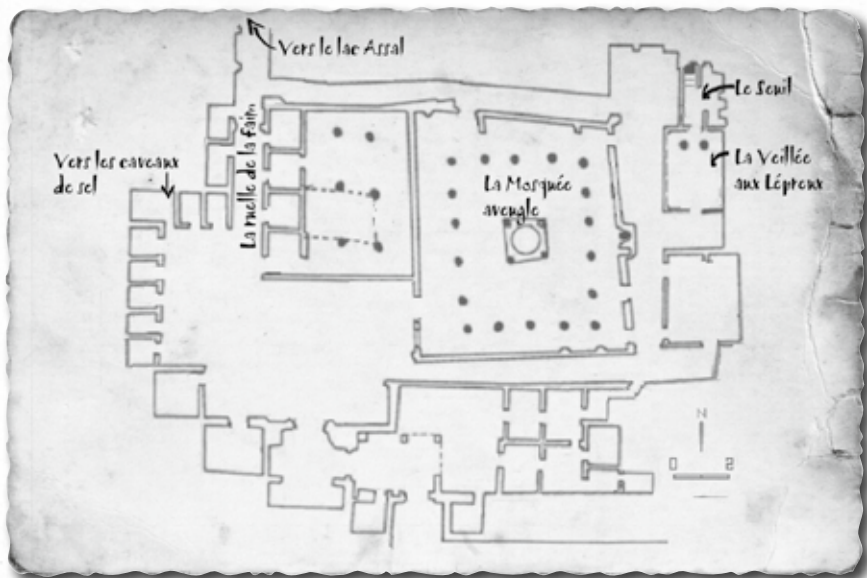 Vers le lac Assal
Le Seuil
La ruelle de la faim
Vers les caveaux
de sel
La Veillée
aux Lépreux
La Mosquée
aveugle
N
0 2